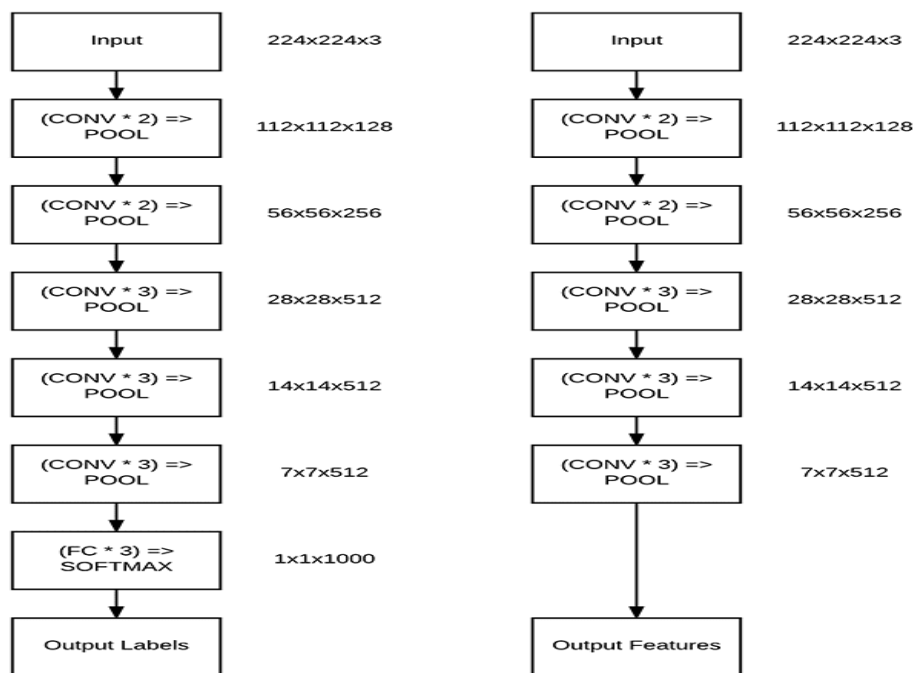 Input
224x224x3
(CONV * 2) =>
POOL
112x112x128
(CONV * 2) =>
POOL
56x56x256
(CONV * 3) =>
POOL
28x28x512
(CONV * 3) =>
POOL
14x14x512
(CONV * 3) =>
POOL
7x7x512
(FC * 3) =>
SOFTMAX
1x1x1000
Output Labels
Input
224x224x3
(CONV * 2) =>
POOL
112x112x128
(CONV * 2) =>
POOL
56x56x256
(CONV * 3) =>
POOL
28x28x512
(CONV * 3) =>
POOL
14x14x512
(CONV * 3) =>
POOL
7x7x512
Output Features